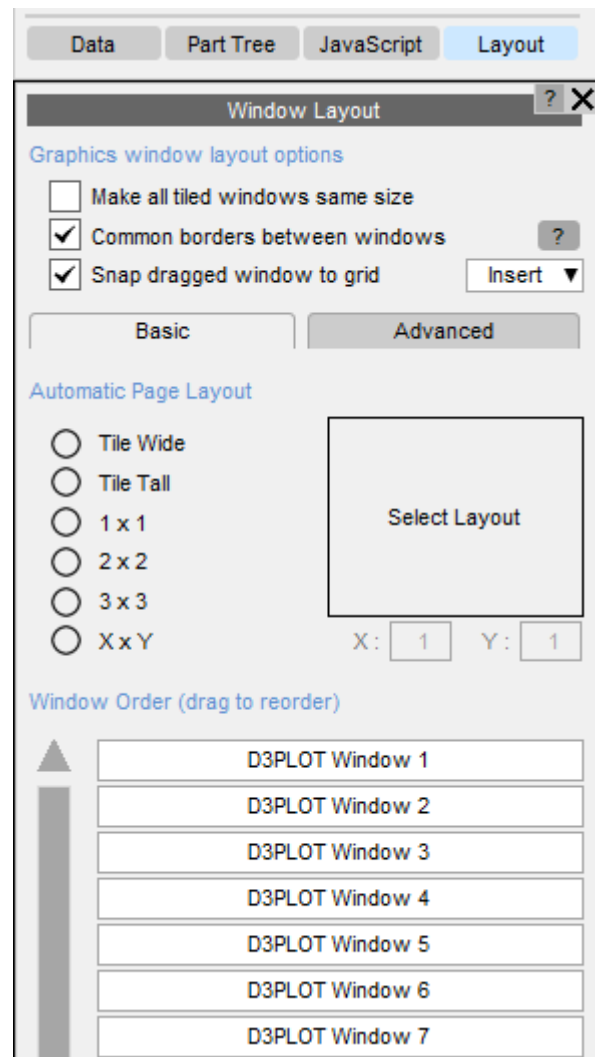 Data Part Tree JavaScript Layout
Window Layout ? X
Graphics window layout options
Make all tiled windows same size
Common borders between windows ?
Snap dragged window to grid Insert ▼
Basic Advanced
Automatic Page Layout
Tile Wide
Tile Tall
1 x 1
2 x 2
3 x 3
X x Y
Select Layout
X : 1 Y : 1
Window Order (drag to reorder)
D3PLOT Window 1
D3PLOT Window 2
D3PLOT Window 3
D3PLOT Window 4
D3PLOT Window 5
D3PLOT Window 6
D3PLOT Window 7